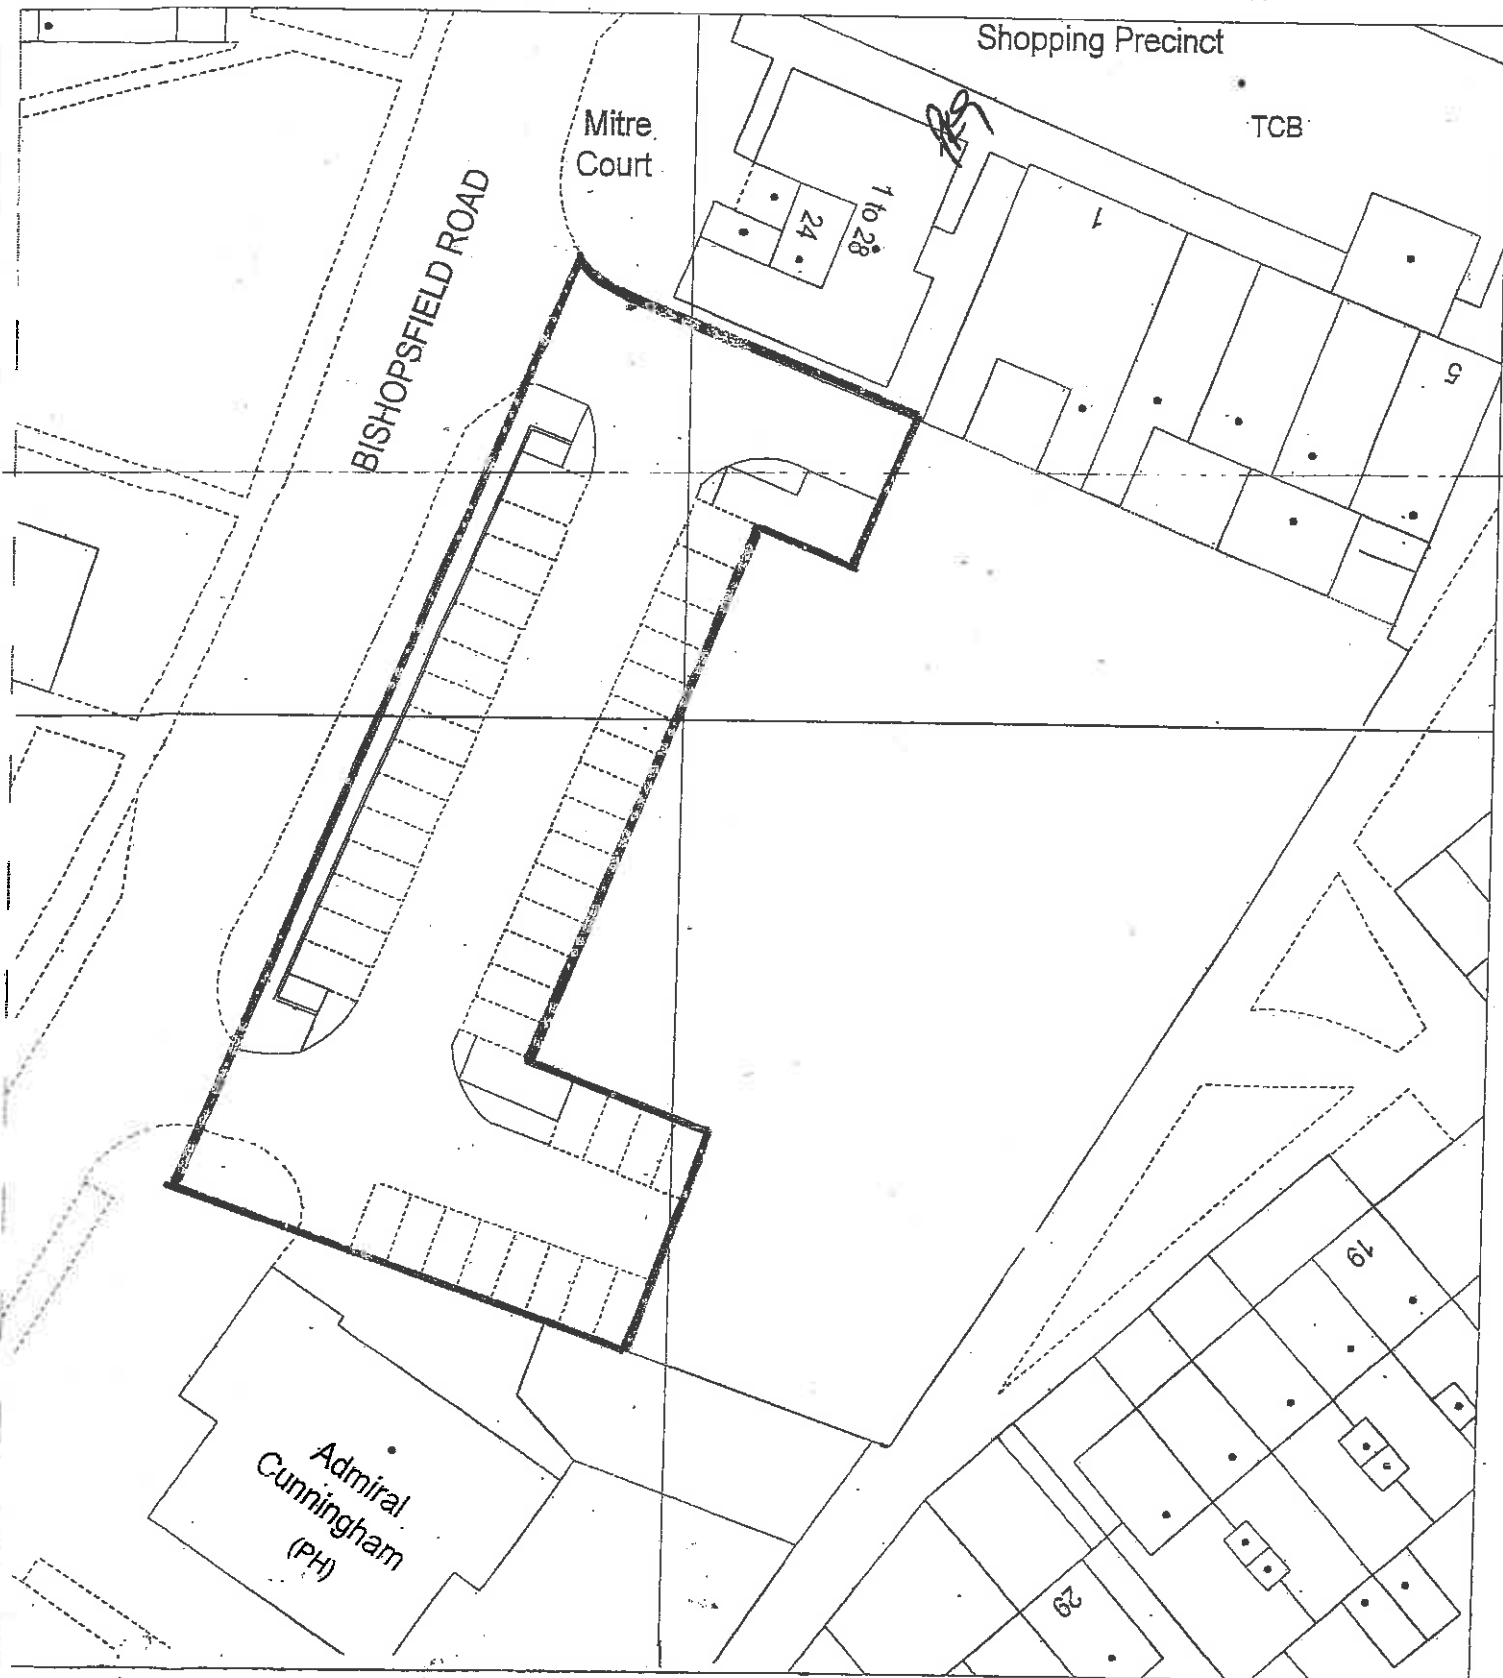 Shopping Precinct
TCB
Mitre
Court
BISHOPSFIELD ROAD
1 to 28
24
1
5
19
29
Admiral
Cunningham
(PH)